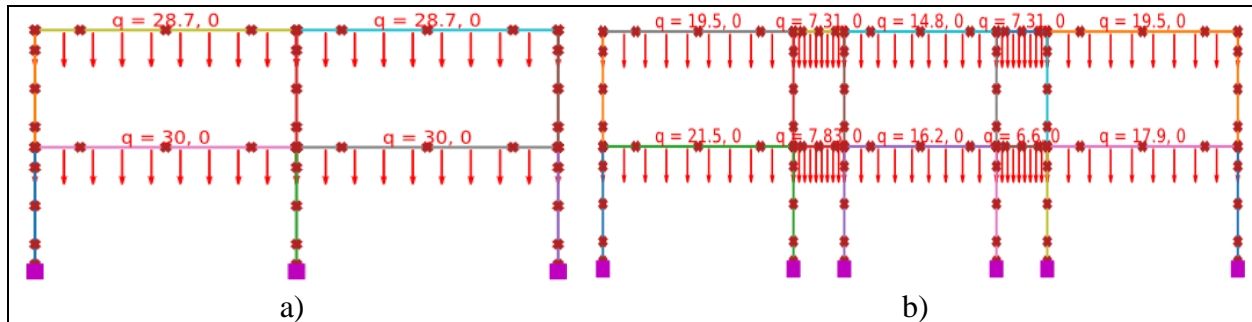 q = 28.7, 0 q = 28.7, 0
q = 30, 0 q = 30, 0
a)
q = 19.5, 0 q = 7.31, 0 q = 14.8, 0 q = 7.31, 0 q = 19.5, 0
q = 21.5, 0 q = 7.83, 0 q = 16.2, 0 q = 6.6, 0 q = 17.9, 0
b)